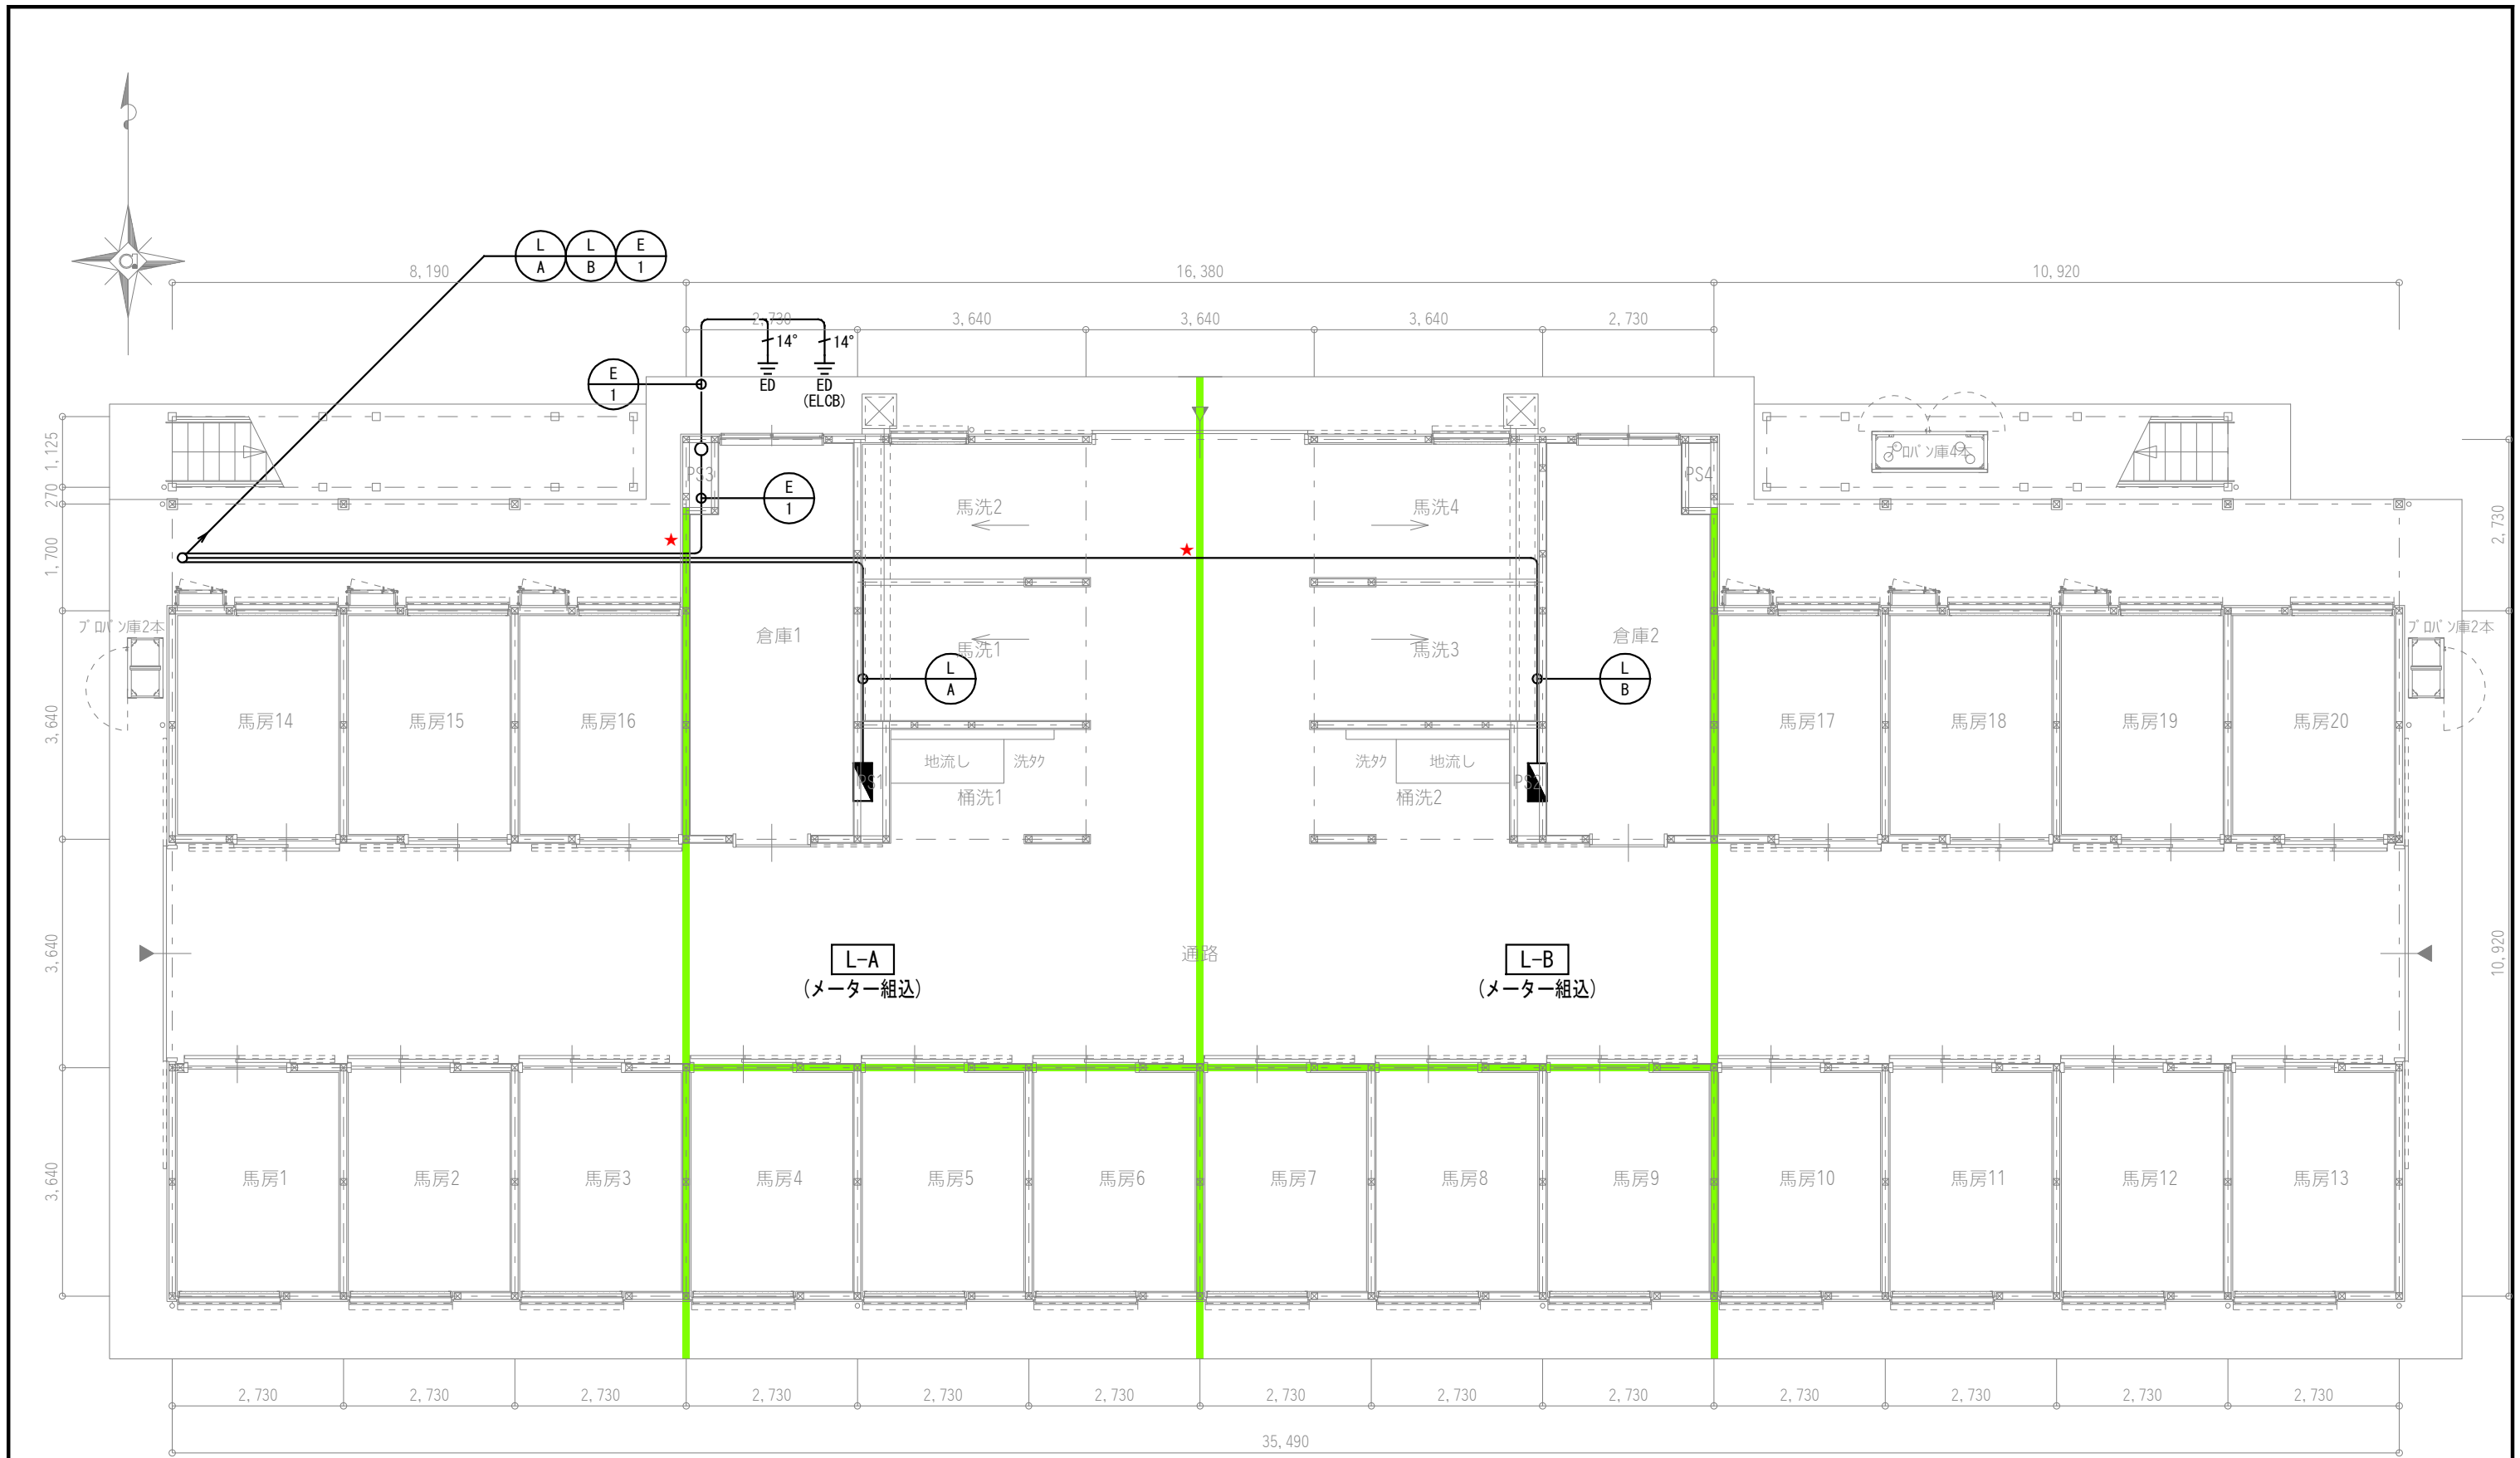 L L E
A B 1
8,190 16,380 10,920
2,730 3,640 3,640 3,640 2,730
14° 14°
E
1
ED ED
(ELCB)
1,125
270
1,700
3,640
3,640
3,640
2,730
10,920
PS3
E
1
馬洗2
馬洗4
PS4
プロパン庫4本
プロパン庫2本
倉庫1
馬洗1
馬洗3
倉庫2
プロパン庫2本
L
A
L
B
馬房14 馬房15 馬房16 馬房17 馬房18 馬房19 馬房20
地流し 洗タク 洗タク 地流し
PS1 桶洗1 桶洗2 PS2
L-A 通路 L-B
(メーター組込) (メーター組込)
馬房1 馬房2 馬房3 馬房4 馬房5 馬房6 馬房7 馬房8 馬房9 馬房10 馬房11 馬房12 馬房13
2,730 2,730 2,730 2,730 2,730 2,730 2,730 2,730 2,730 2,730 2,730 2,730 2,730
35,490